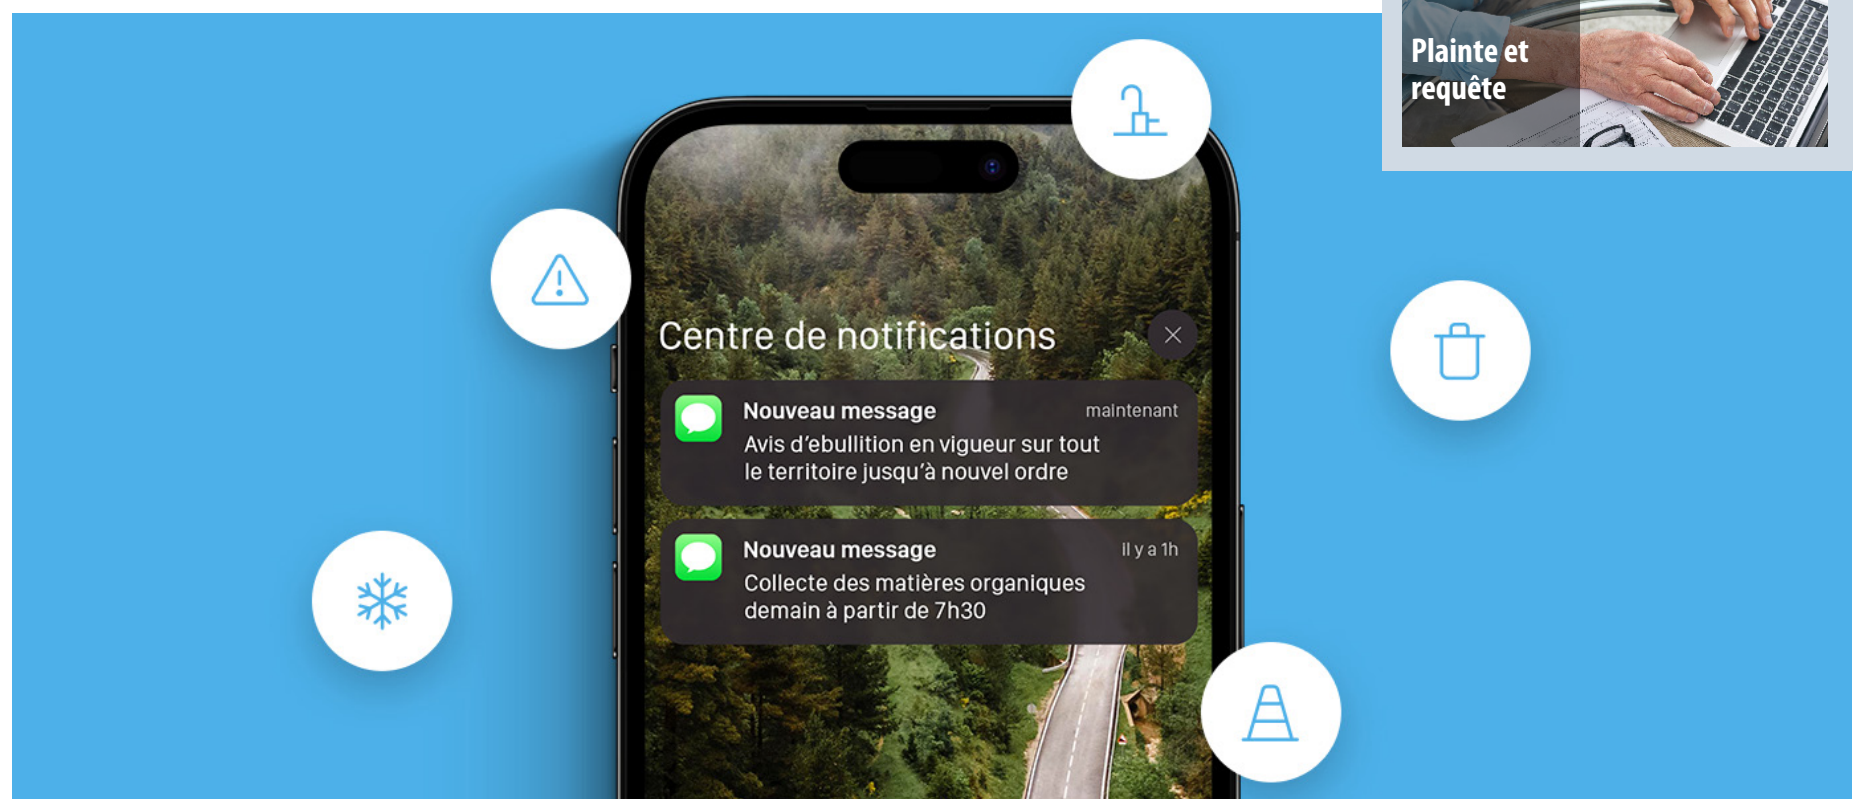 Plainte et
requête
Centre de notifications
Nouveau message
maintenant
Avis d’ebullition en vigueur sur tout
le territoire jusqu’à nouvel ordre
Nouveau message
Il y a 1h
Collecte des matières organiques
demain à partir de 7h30